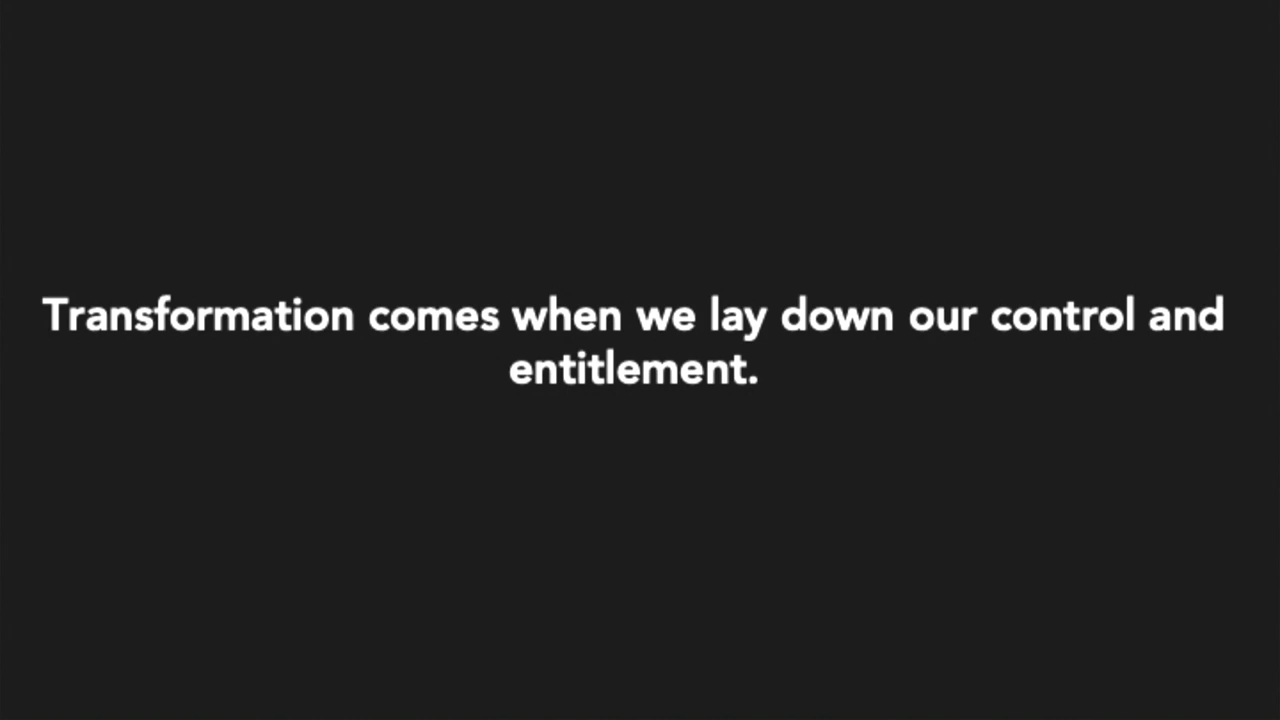 Transformation comes when we lay down our control and
entitlement.